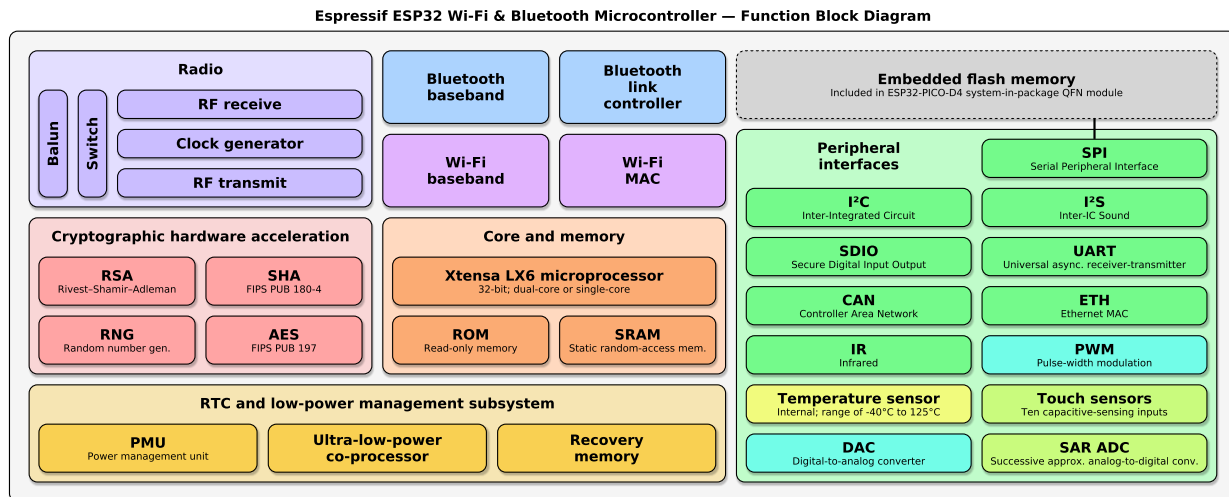 Espressif ESP32 Wi-Fi & Bluetooth Microcontroller — Function Block Diagram
Radio
Balun
Switch
RF receive
Clock generator
RF transmit
Bluetooth
baseband
Bluetooth
link
controller
Wi-Fi
baseband
Wi-Fi
MAC
Embedded flash memory
Included in ESP32-PICO-D4 system-in-package QFN module
Cryptographic hardware acceleration
RSA
Rivest–Shamir–Adleman
SHA
FIPS PUB 180-4
RNG
Random number gen.
AES
FIPS PUB 197
Core and memory
Xtensa LX6 microprocessor
32-bit; dual-core or single-core
ROM
Read-only memory
SRAM
Static random-access mem.
RTC and low-power management subsystem
PMU
Power management unit
Ultra-low-power
co-processor
Recovery
memory
Peripheral
interfaces
SPI
Serial Peripheral Interface
I²C
Inter-Integrated Circuit
I²S
Inter-IC Sound
SDIO
Secure Digital Input Output
UART
Universal async. receiver-transmitter
CAN
Controller Area Network
ETH
Ethernet MAC
IR
Infrared
PWM
Pulse-width modulation
Temperature sensor
Internal; range of -40°C to 125°C
Touch sensors
Ten capacitive-sensing inputs
DAC
Digital-to-analog converter
SAR ADC
Successive approx. analog-to-digital conv.